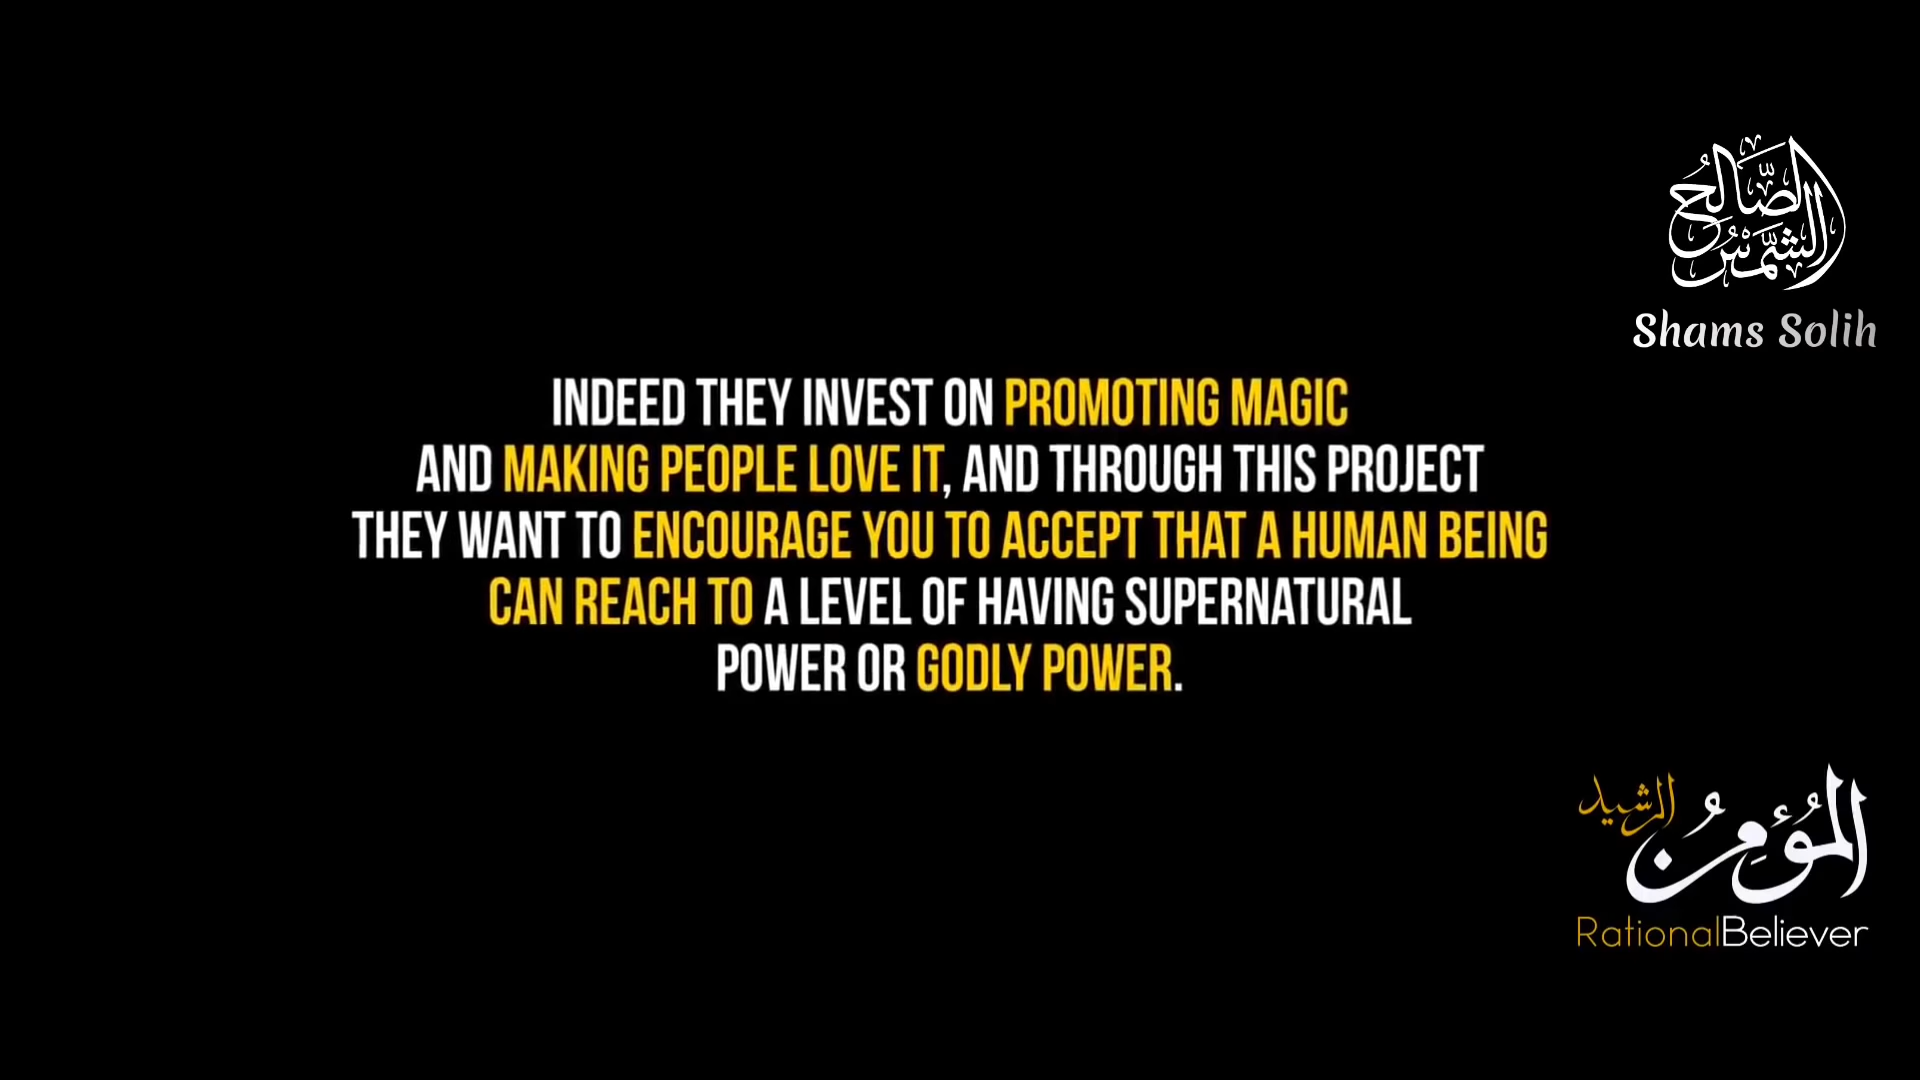 الشمس الصالح
Shams Solih
INDEED THEY INVEST ON PROMOTING MAGIC
AND MAKING PEOPLE LOVE IT, AND THROUGH THIS PROJECT
THEY WANT TO ENCOURAGE YOU TO ACCEPT THAT A HUMAN BEING
CAN REACH TO A LEVEL OF HAVING SUPERNATURAL
POWER OR GODLY POWER.
المُؤمِنُ الرشيد
RationalBeliever